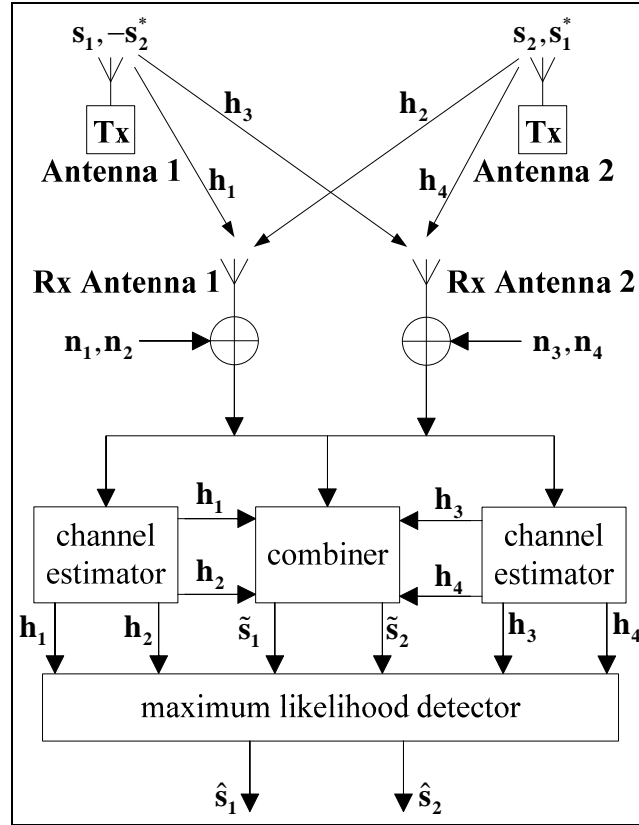 s₁, −s₂* s₂, s₁*
h₃ h₂
Tx Tx
Antenna 1 Antenna 2
h₁ h₄
Rx Antenna 1 Rx Antenna 2
n₁, n₂ n₃, n₄
h₁ h₃
channel estimator
combiner
channel estimator
h₂ h₄
h₁ h₂ s̃₁ s̃₂ h₃ h₄
maximum likelihood detector
ŝ₁ ŝ₂